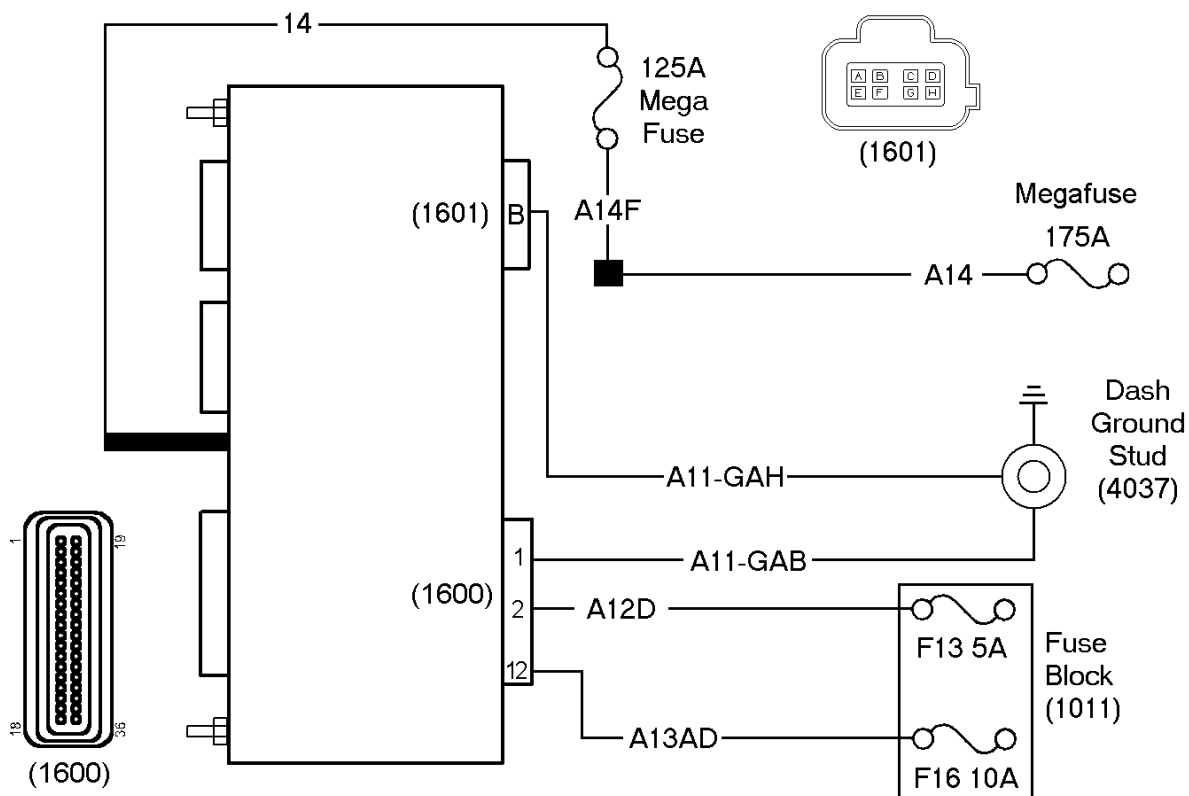 14
125A
Mega
Fuse
A B C D
E F G H
(1601)
Megafuse
175A
(1601)
B
A14F
A14
Dash
Ground
Stud
(4037)
A11-GAH
1
A11-GAB
(1600)
2
A12D
F13 5A
12
A13AD
F16 10A
Fuse
Block
(1011)
1
19
18
36
(1600)